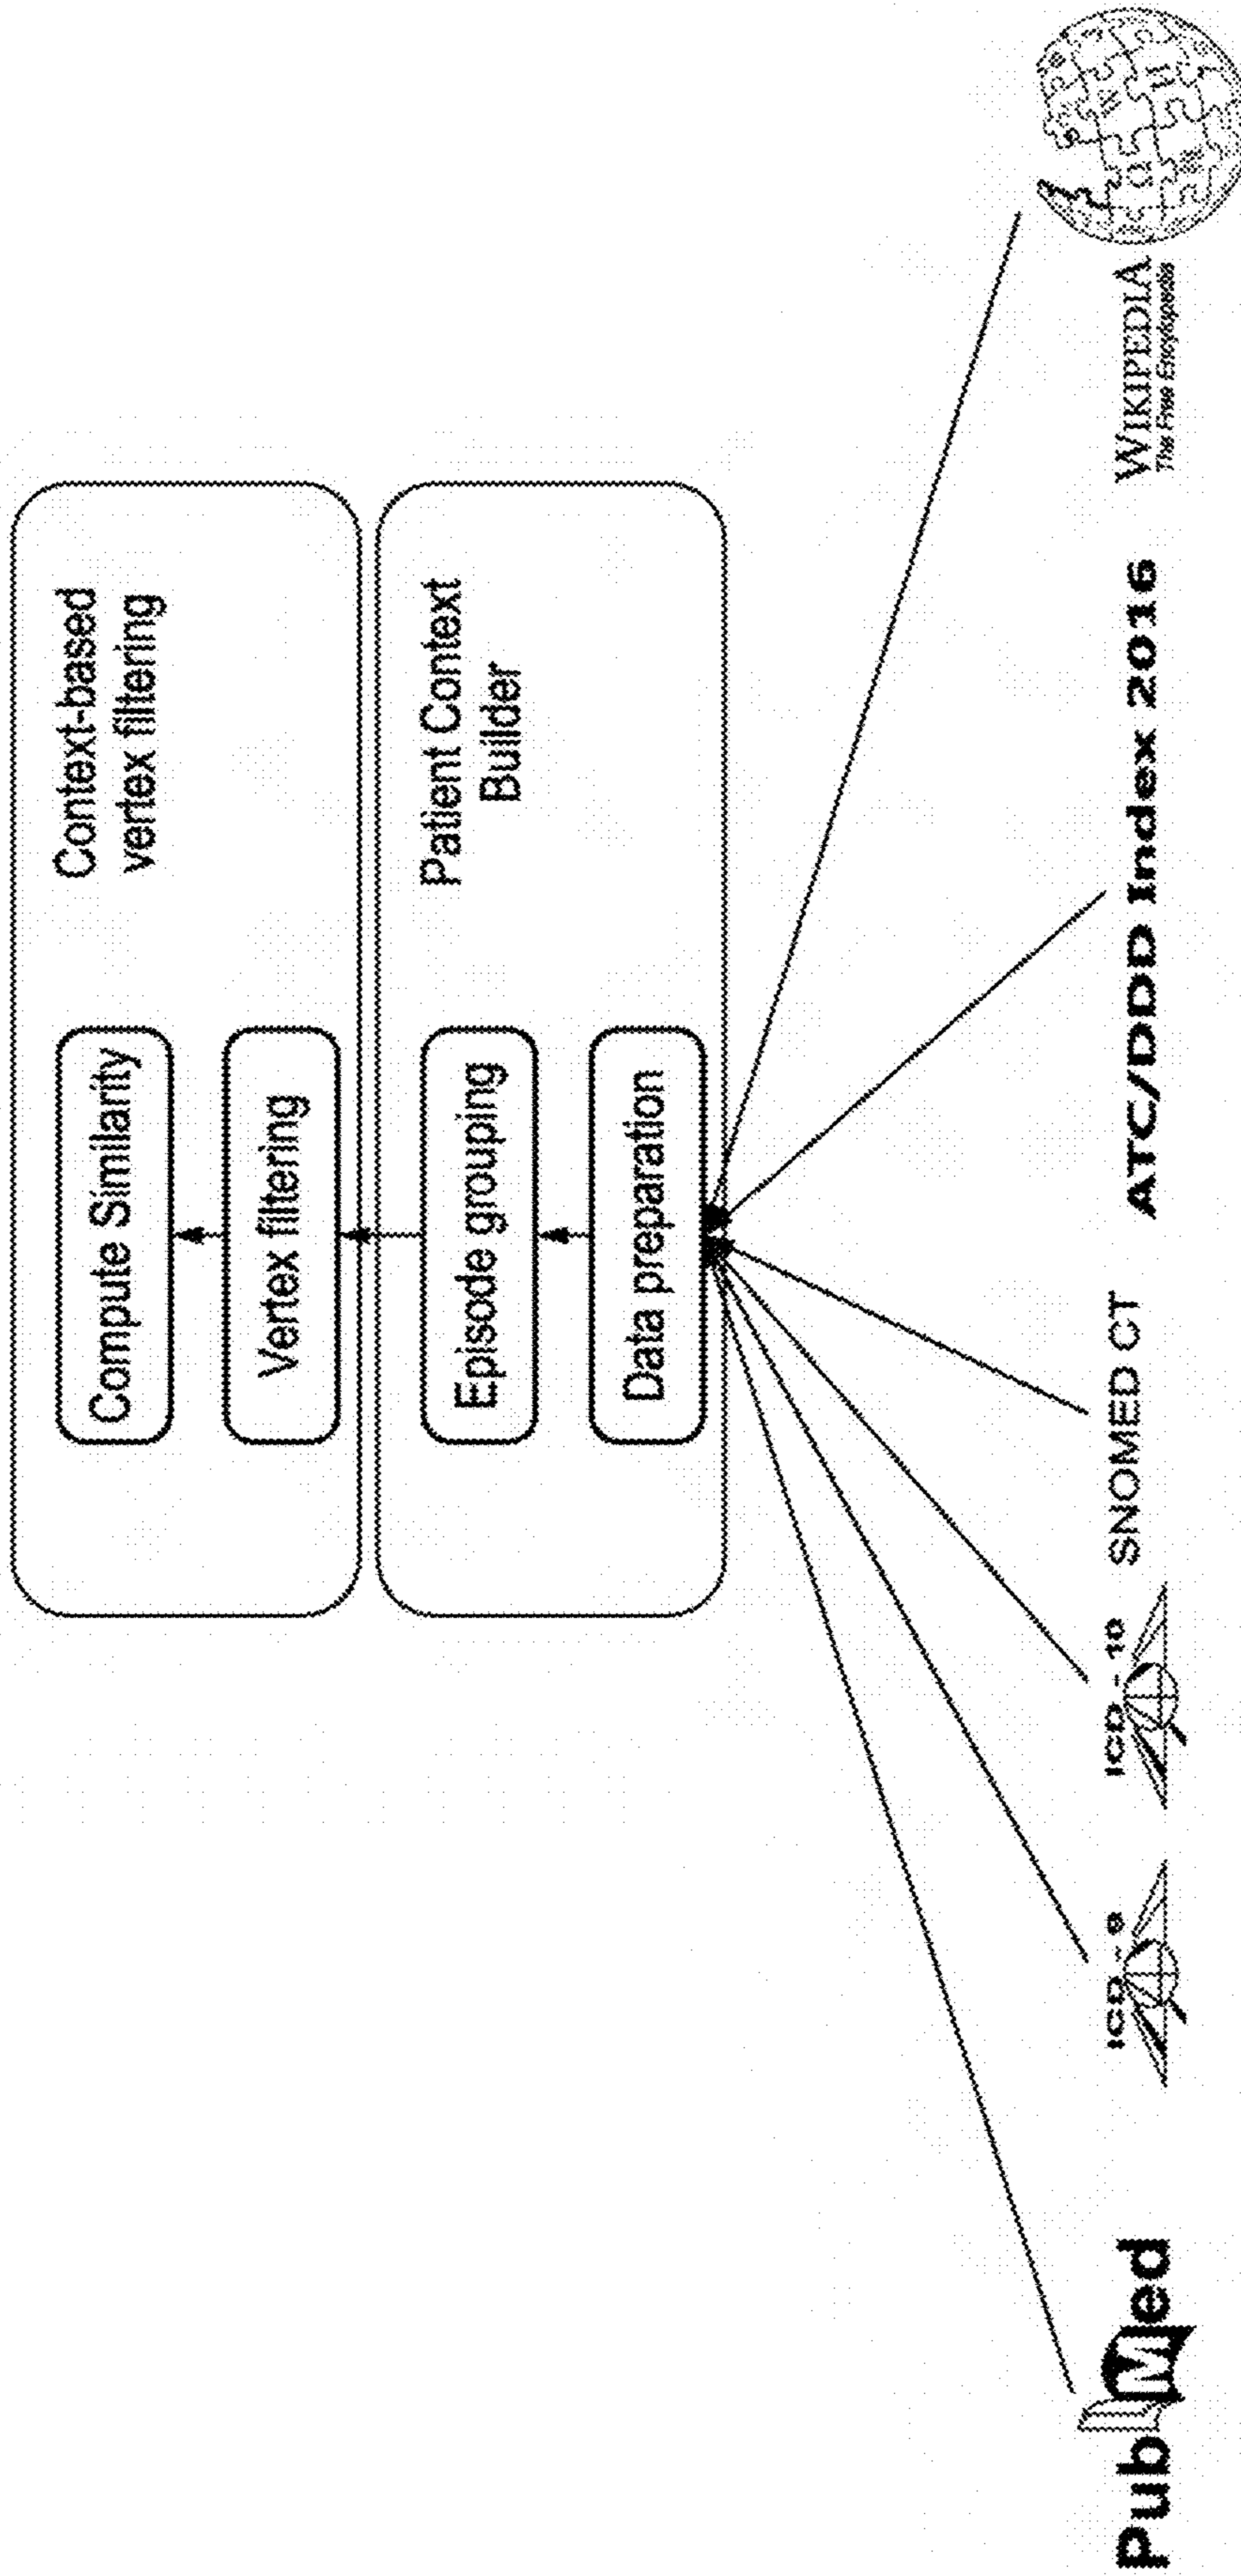 Compute Similarity
Context-based
vertex filtering
Vertex filtering
Episode grouping
Patient Context
Builder
Data preparation
PubMed
ICD - 9
ICD - 10
SNOMED CT
ATC/DDD Index 2016
WIKIPEDIA
The Free Encyclopedia